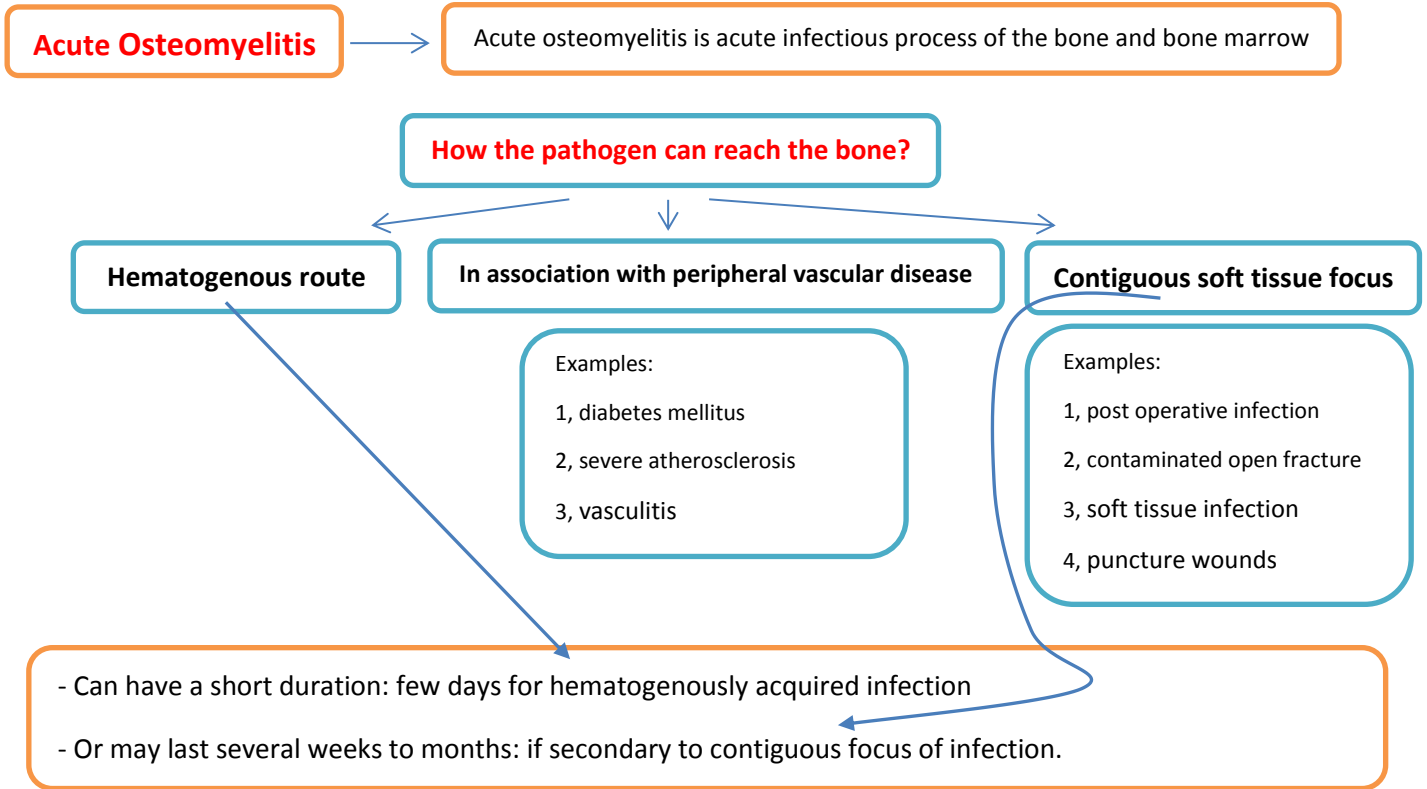 Acute Osteomyelitis
Acute osteomyelitis is acute infectious process of the bone and bone marrow
How the pathogen can reach the bone?
Hematogenous route
In association with peripheral vascular disease
Contiguous soft tissue focus
Examples:
1, diabetes mellitus
2, severe atherosclerosis
3, vasculitis
Examples:
1, post operative infection
2, contaminated open fracture
3, soft tissue infection
4, puncture wounds
- Can have a short duration: few days for hematogenously acquired infection
- Or may last several weeks to months: if secondary to contiguous focus of infection.